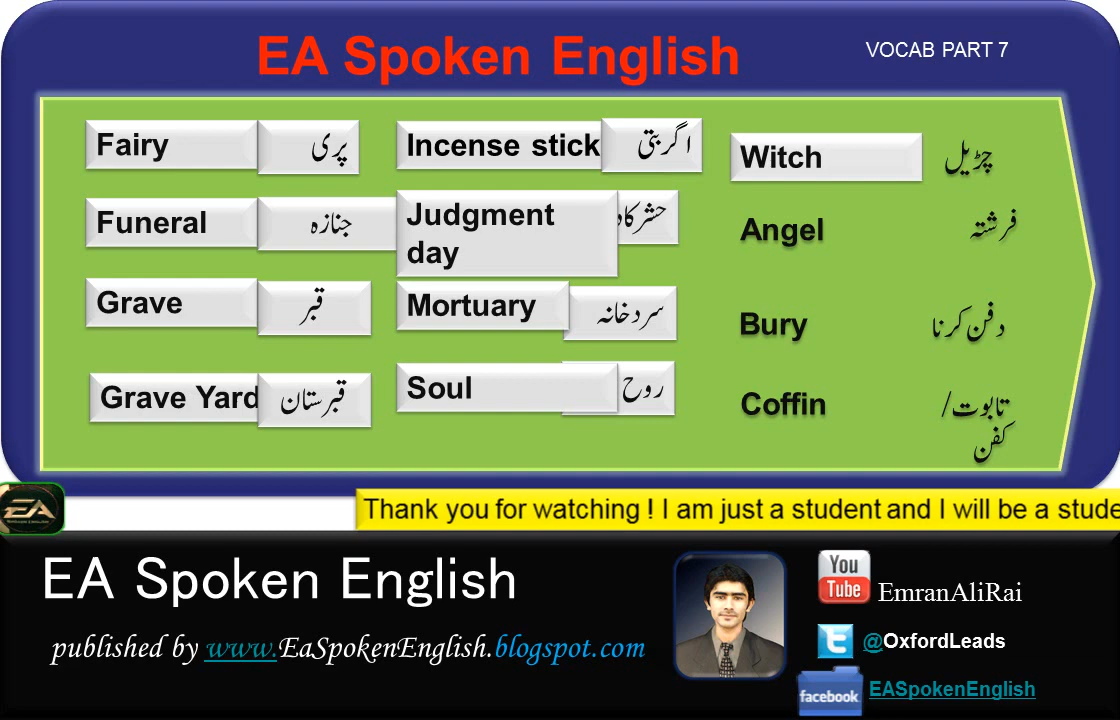 EA Spoken English
VOCAB PART 7
Fairy پری
Incense stick اگربتی
Witch چڑیل
Funeral جنازہ
Judgment
day
حشر کا
Angel فرشتہ
Grave قبر
Mortuary سردخانہ
Bury دفن کرنا
Grave Yard قبرستان
Soul روح
Coffin تابوت/
کفن
EA
Thank you for watching ! I am just a student and I will be a stude
EA Spoken English
published by www.EaSpokenEnglish.blogspot.com
You
Tube
EmranAliRai
@OxfordLeads
facebook
EASpokenEnglish